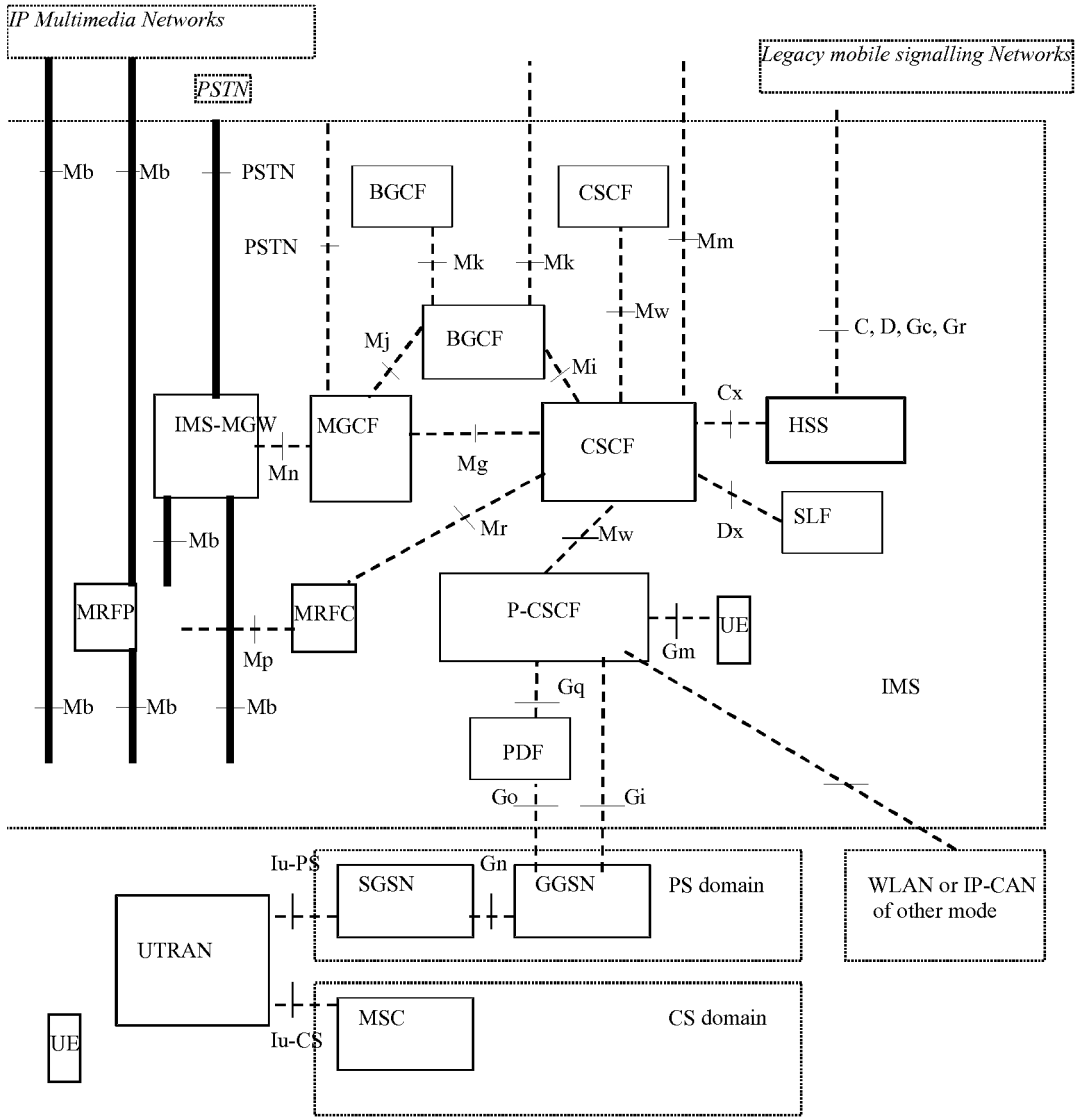 IP Multimedia Networks
Legacy mobile signalling Networks
PSTN
Mb
Mb
PSTN
BGCF
CSCF
PSTN
Mk
Mk
Mm
Mw
C, D, Gc, Gr
Mj
BGCF
Mi
Cx
IMS-MGW
MGCF
CSCF
HSS
Mn
Mg
SLF
Mr
Dx
Mb
Mw
MRFP
MRFC
P-CSCF
UE
Mp
Gm
Gq
IMS
Mb
Mb
Mb
PDF
Go
Gi
Iu-PS
Gn
SGSN
GGSN
PS domain
WLAN or IP-CAN
of other mode
UTRAN
MSC
CS domain
Iu-CS
UE